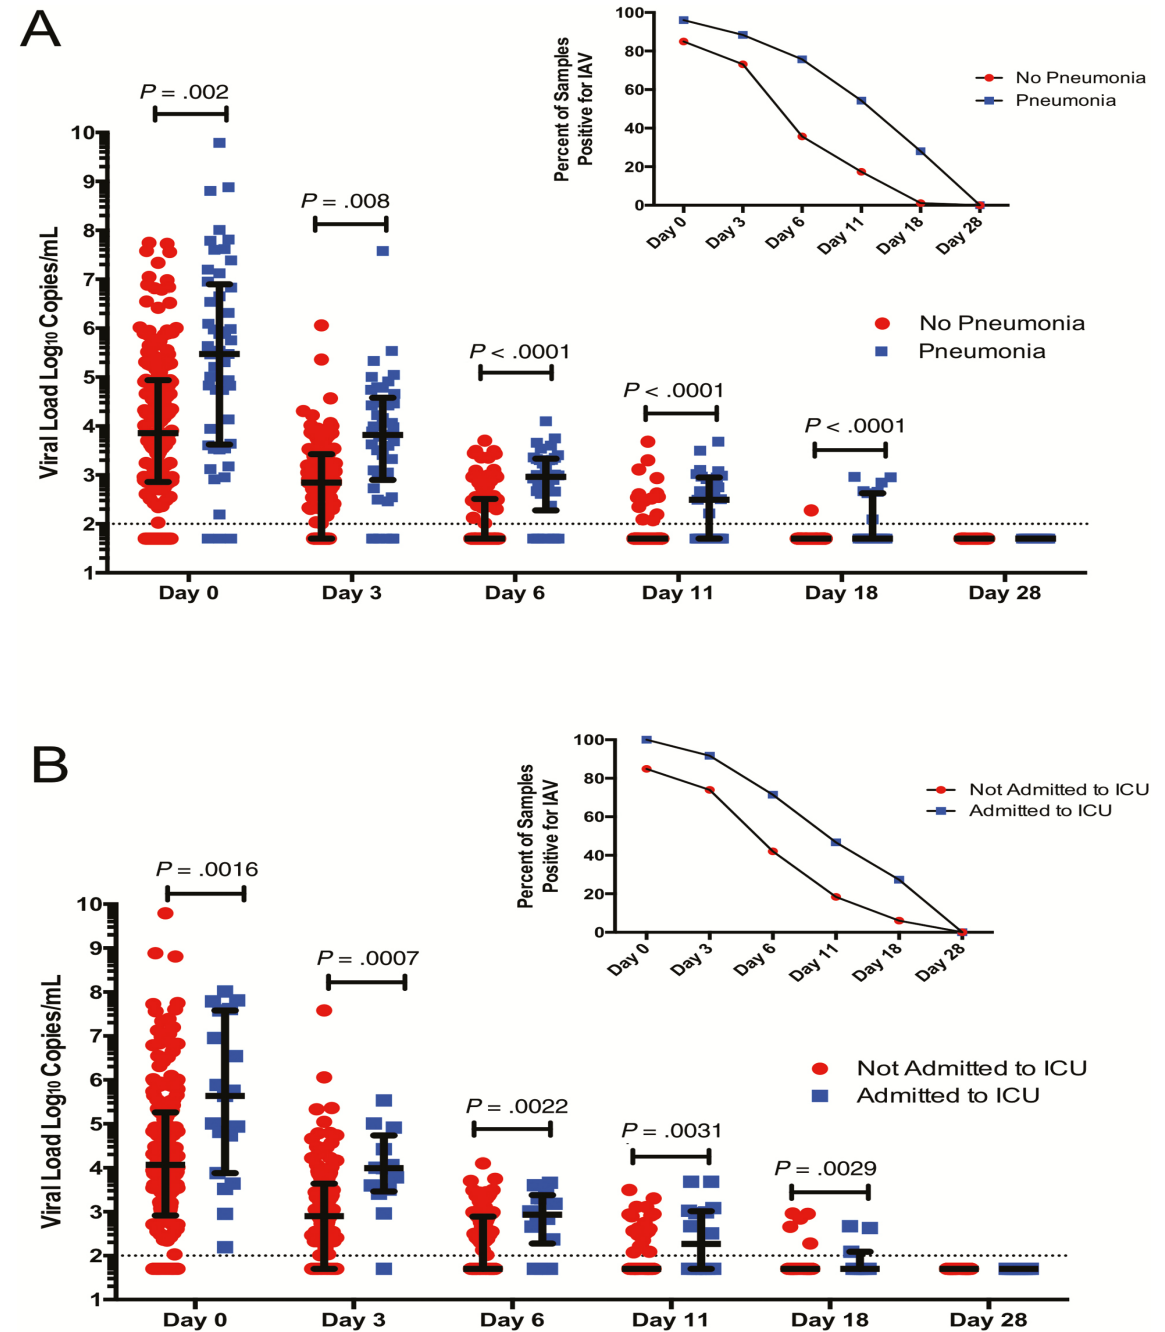 A
P = .002
10
9
8
7
6
5
4
3
2
1
Viral Load Log10 Copies/mL
P = .008
P < .0001
P < .0001
P < .0001
Day 0 Day 3 Day 6 Day 11 Day 18 Day 28
100
80
60
40
20
0
Percent of Samples
Positive for IAV
Day 0 Day 3 Day 6 Day 11 Day 18 Day 28
No Pneumonia
Pneumonia
No Pneumonia
Pneumonia
B
P = .0016
10
9
8
7
6
5
4
3
2
1
Viral Load Log10 Copies/mL
P = .0007
P = .0022
P = .0031
P = .0029
Day 0 Day 3 Day 6 Day 11 Day 18 Day 28
100
80
60
40
20
0
Percent of Samples
Positive for IAV
Day 0 Day 3 Day 6 Day 11 Day 18 Day 28
Not Admitted to ICU
Admitted to ICU
Not Admitted to ICU
Admitted to ICU